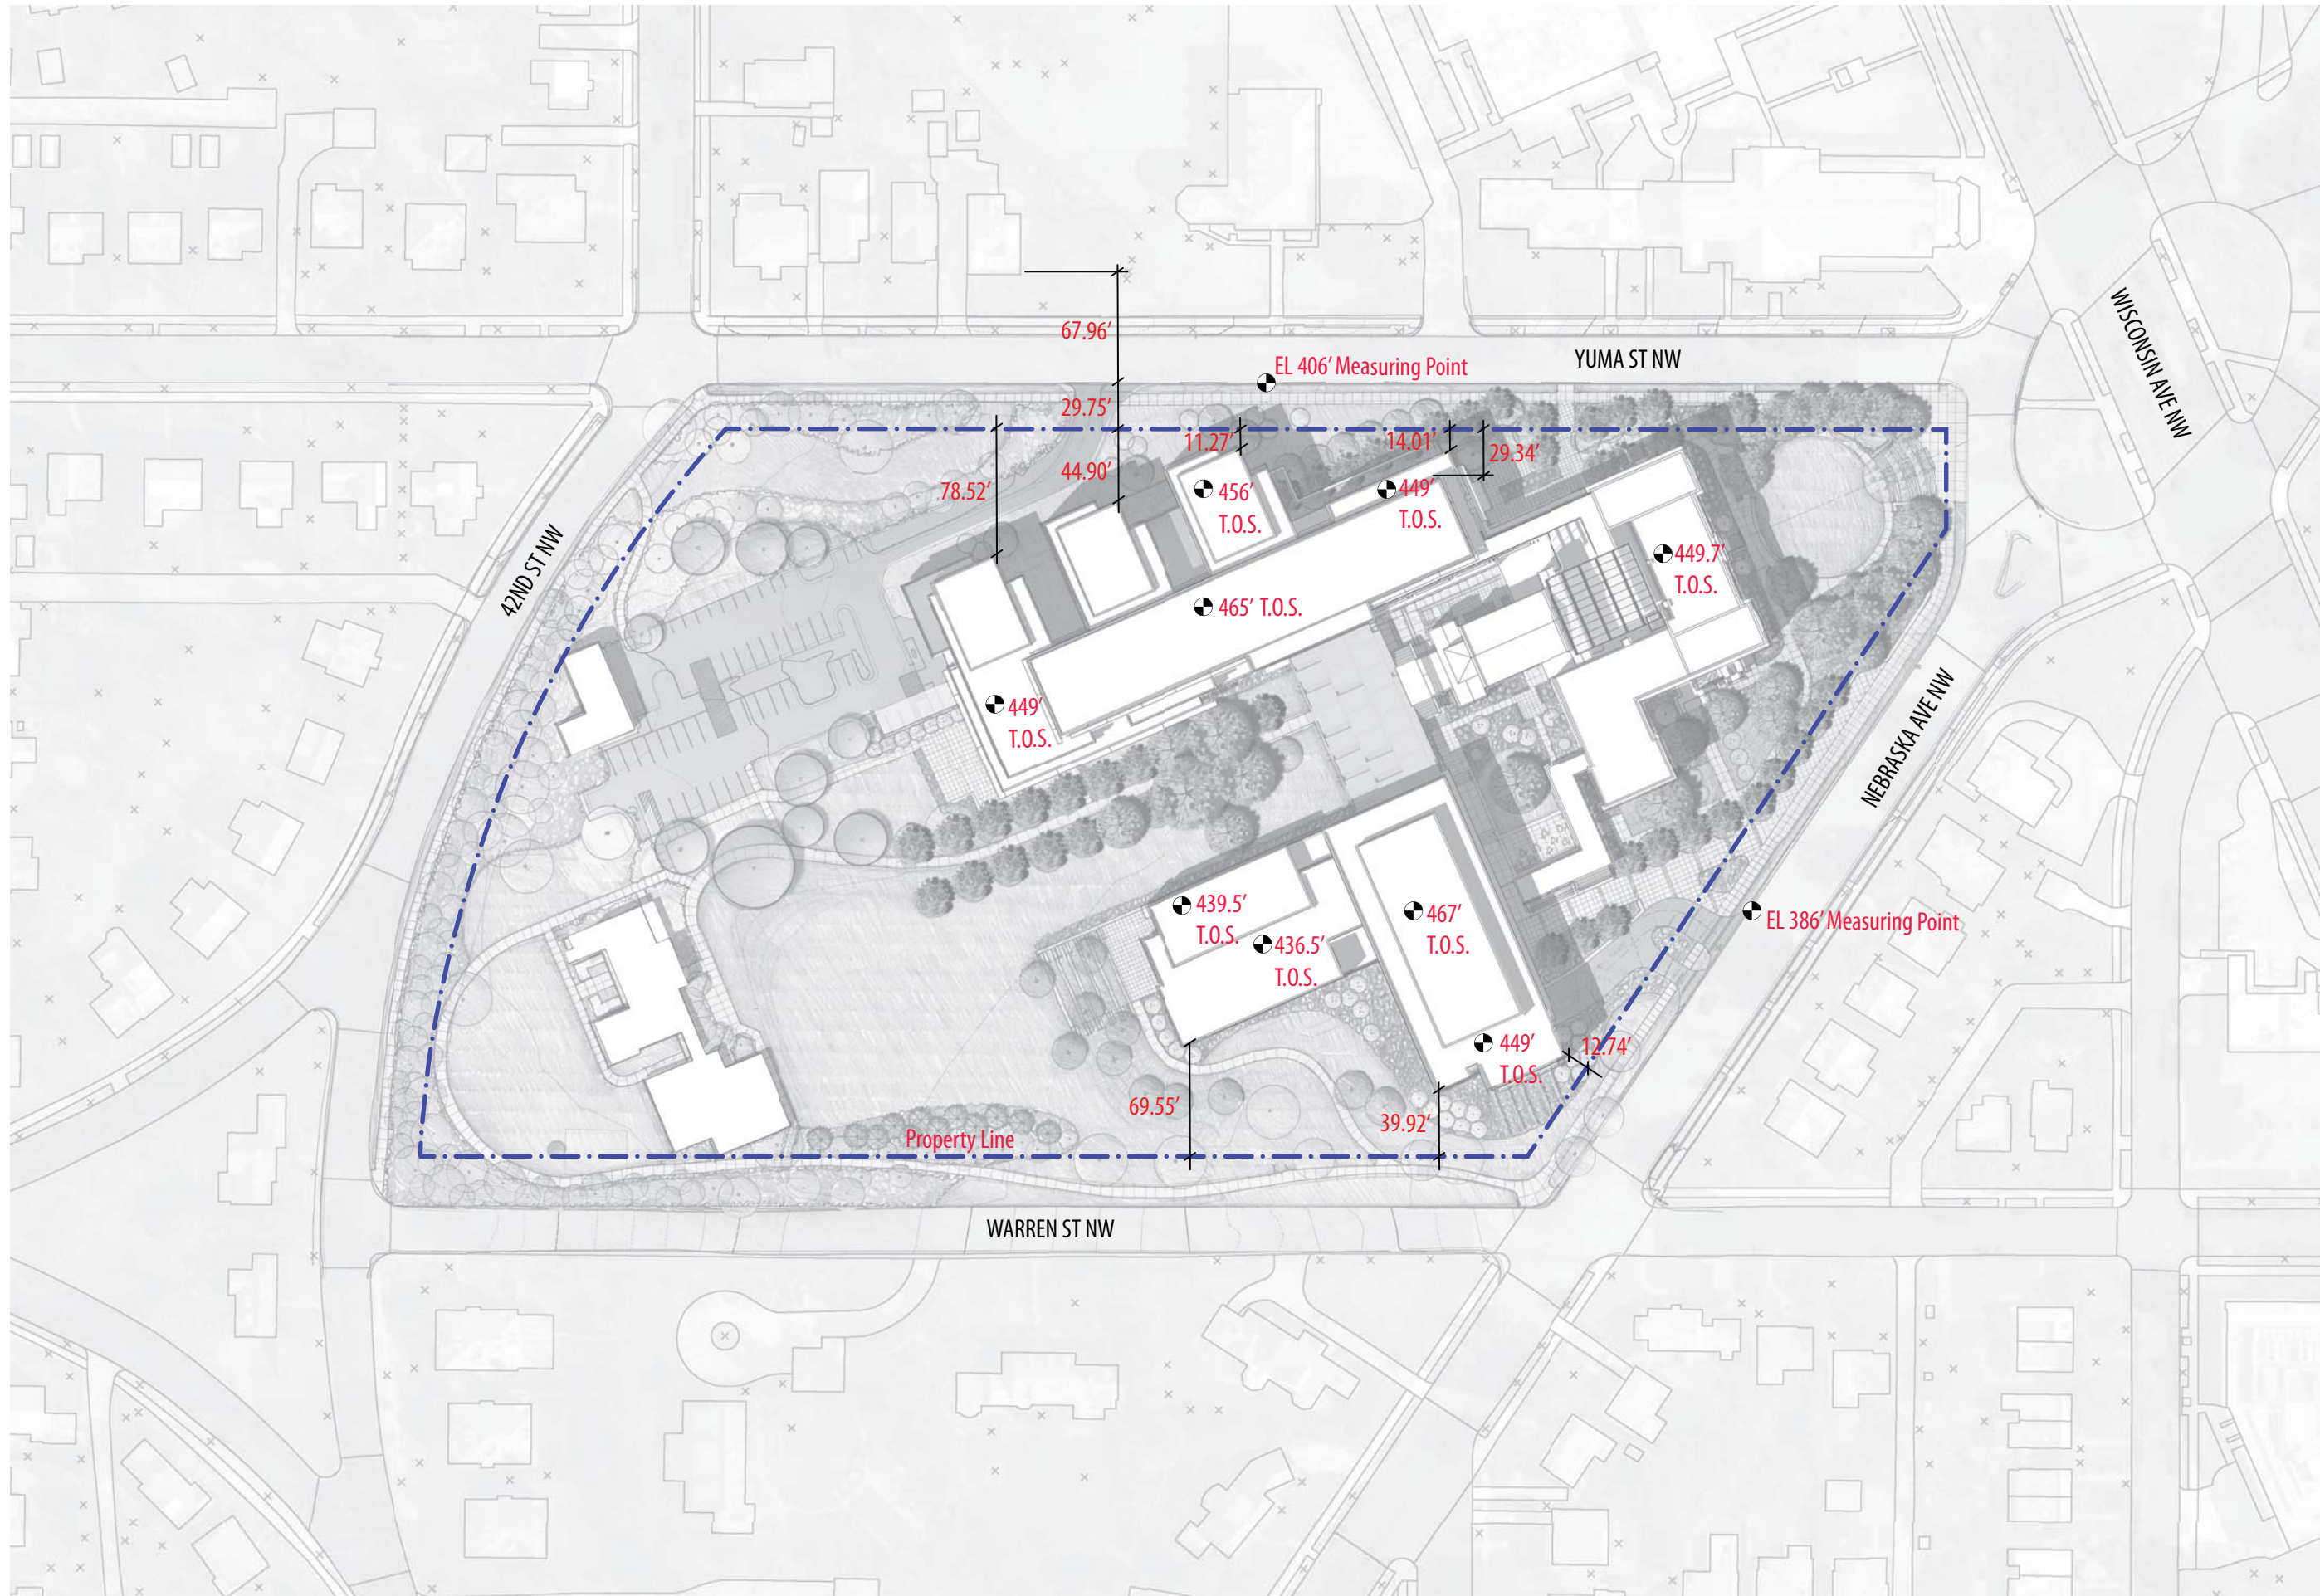 WISCONSIN AVE NW
67.96’
YUMA ST NW
EL 406’ Measuring Point
29.75’
11.27’
14.01’
29.34’
44.90’
78.52’
456’
T.O.S.
449’
T.O.S.
449.7’
T.O.S.
42ND ST NW
465’ T.O.S.
449’
T.O.S.
NEBRASKA AVE NW
439.5’
T.O.S.
467’
T.O.S.
EL 386’ Measuring Point
436.5’
T.O.S.
449’
T.O.S.
12.74’
69.55’
39.92’
Property Line
WARREN ST NW